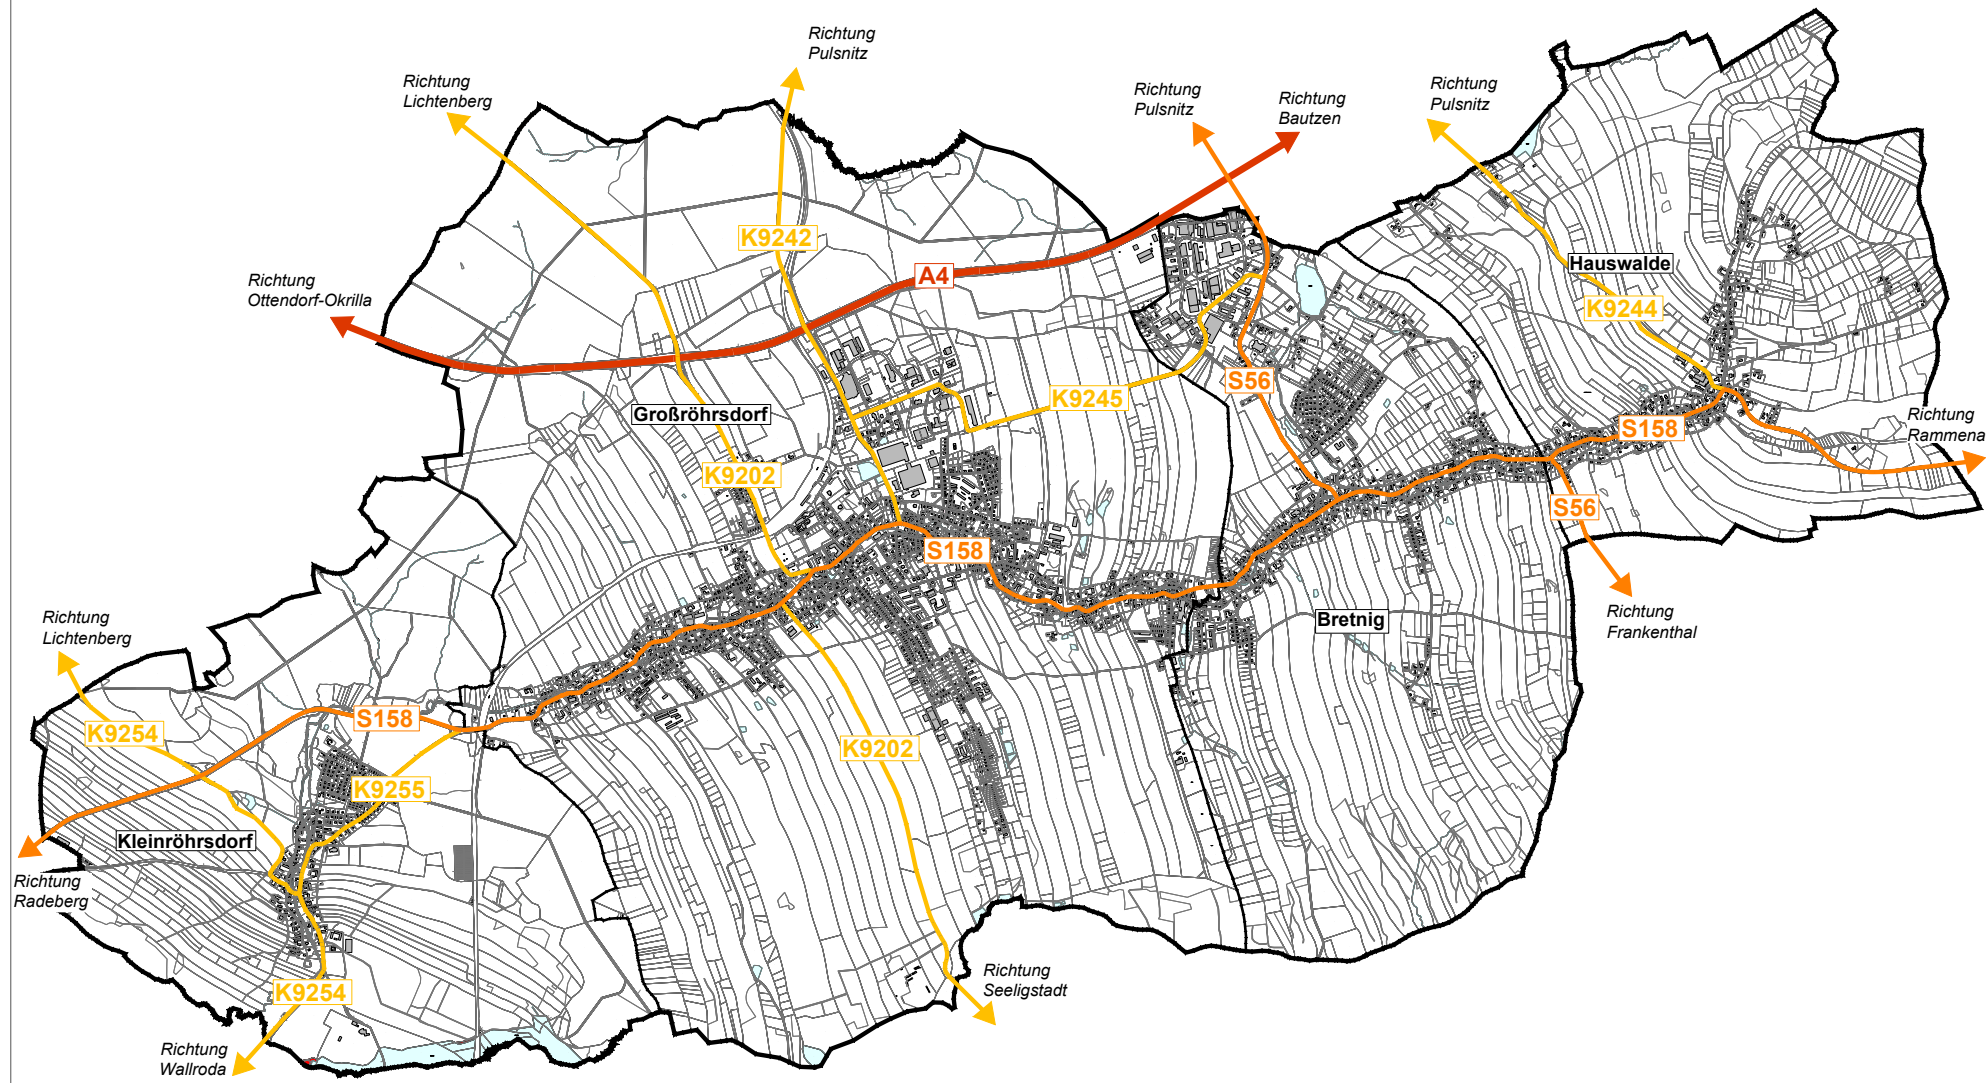 Richtung
Pulsnitz
Richtung
Lichtenberg
Richtung
Pulsnitz
Richtung
Bautzen
Richtung
Pulsnitz
K9242
Hauswalde
A4
Richtung
Ottendorf-Okrilla
K9244
S56
K9245
Großröhrsdorf
S158
Richtung
Rammena
K9202
S56
S158
Richtung
Frankenthal
Bretnig
Richtung
Lichtenberg
S158
K9254
K9202
K9255
Kleinröhrsdorf
Richtung
Radeberg
K9254
Richtung
Seeligstadt
Richtung
Wallroda